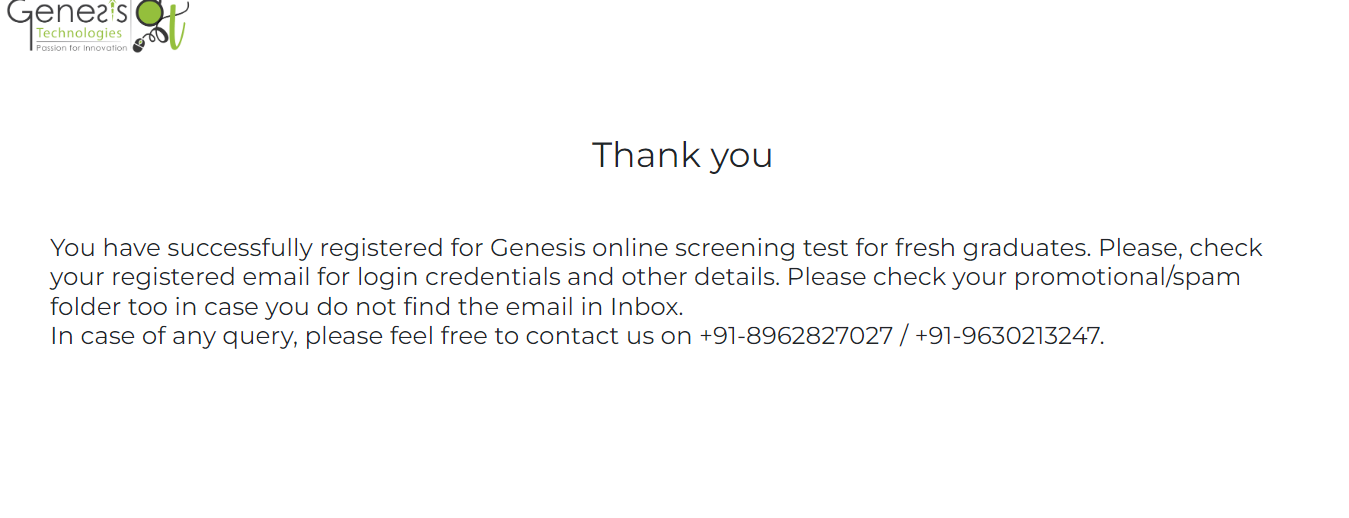 Genesis
Technologies
Passion for Innovation
Thank you
You have successfully registered for Genesis online screening test for fresh graduates. Please, check
your registered email for login credentials and other details. Please check your promotional/spam
folder too in case you do not find the email in Inbox.
In case of any query, please feel free to contact us on +91-8962827027 / +91-9630213247.